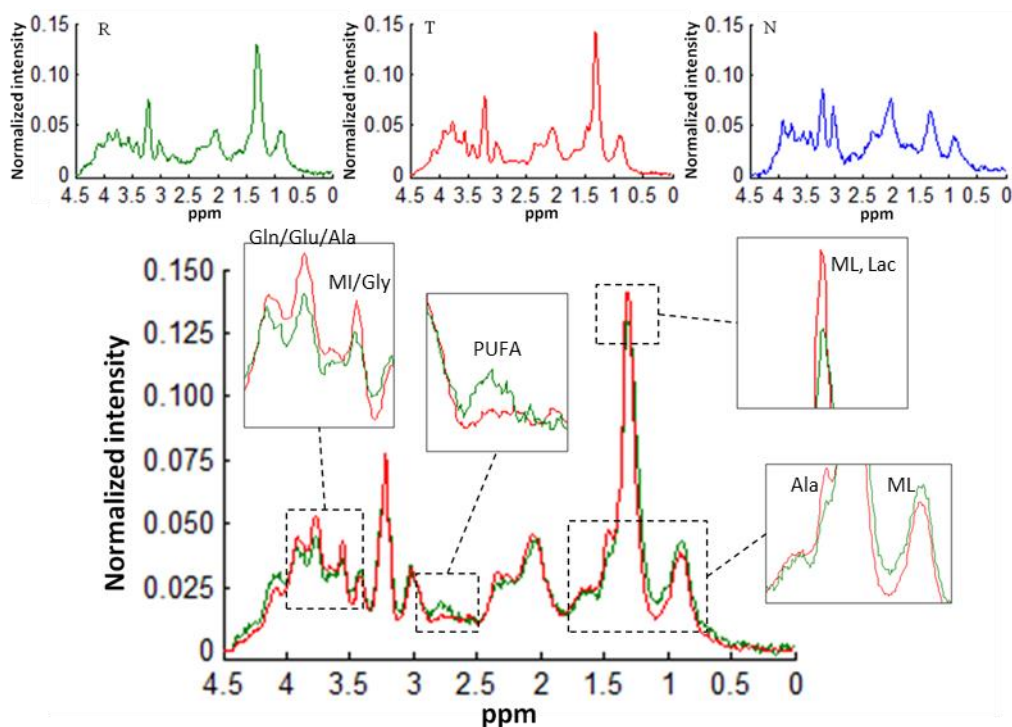 R
0.15
0.10
0.05
0
Normalized intensity
4.5 4 3.5 3 2.5 2 1.5 1 0.5 0
ppm
T
0.15
0.10
0.05
0
Normalized intensity
4.5 4 3.5 3 2.5 2 1.5 1 0.5 0
ppm
N
0.15
0.10
0.05
0
Normalized intensity
4.5 4 3.5 3 2.5 2 1.5 1 0.5 0
ppm
Gln/Glu/Ala
MI/Gly
PUFA
ML, Lac
Ala
ML
0.150
0.125
0.100
0.075
0.050
0.025
0
Normalized intensity
4.5 4 3.5 3 2.5 2 1.5 1 0.5 0
ppm